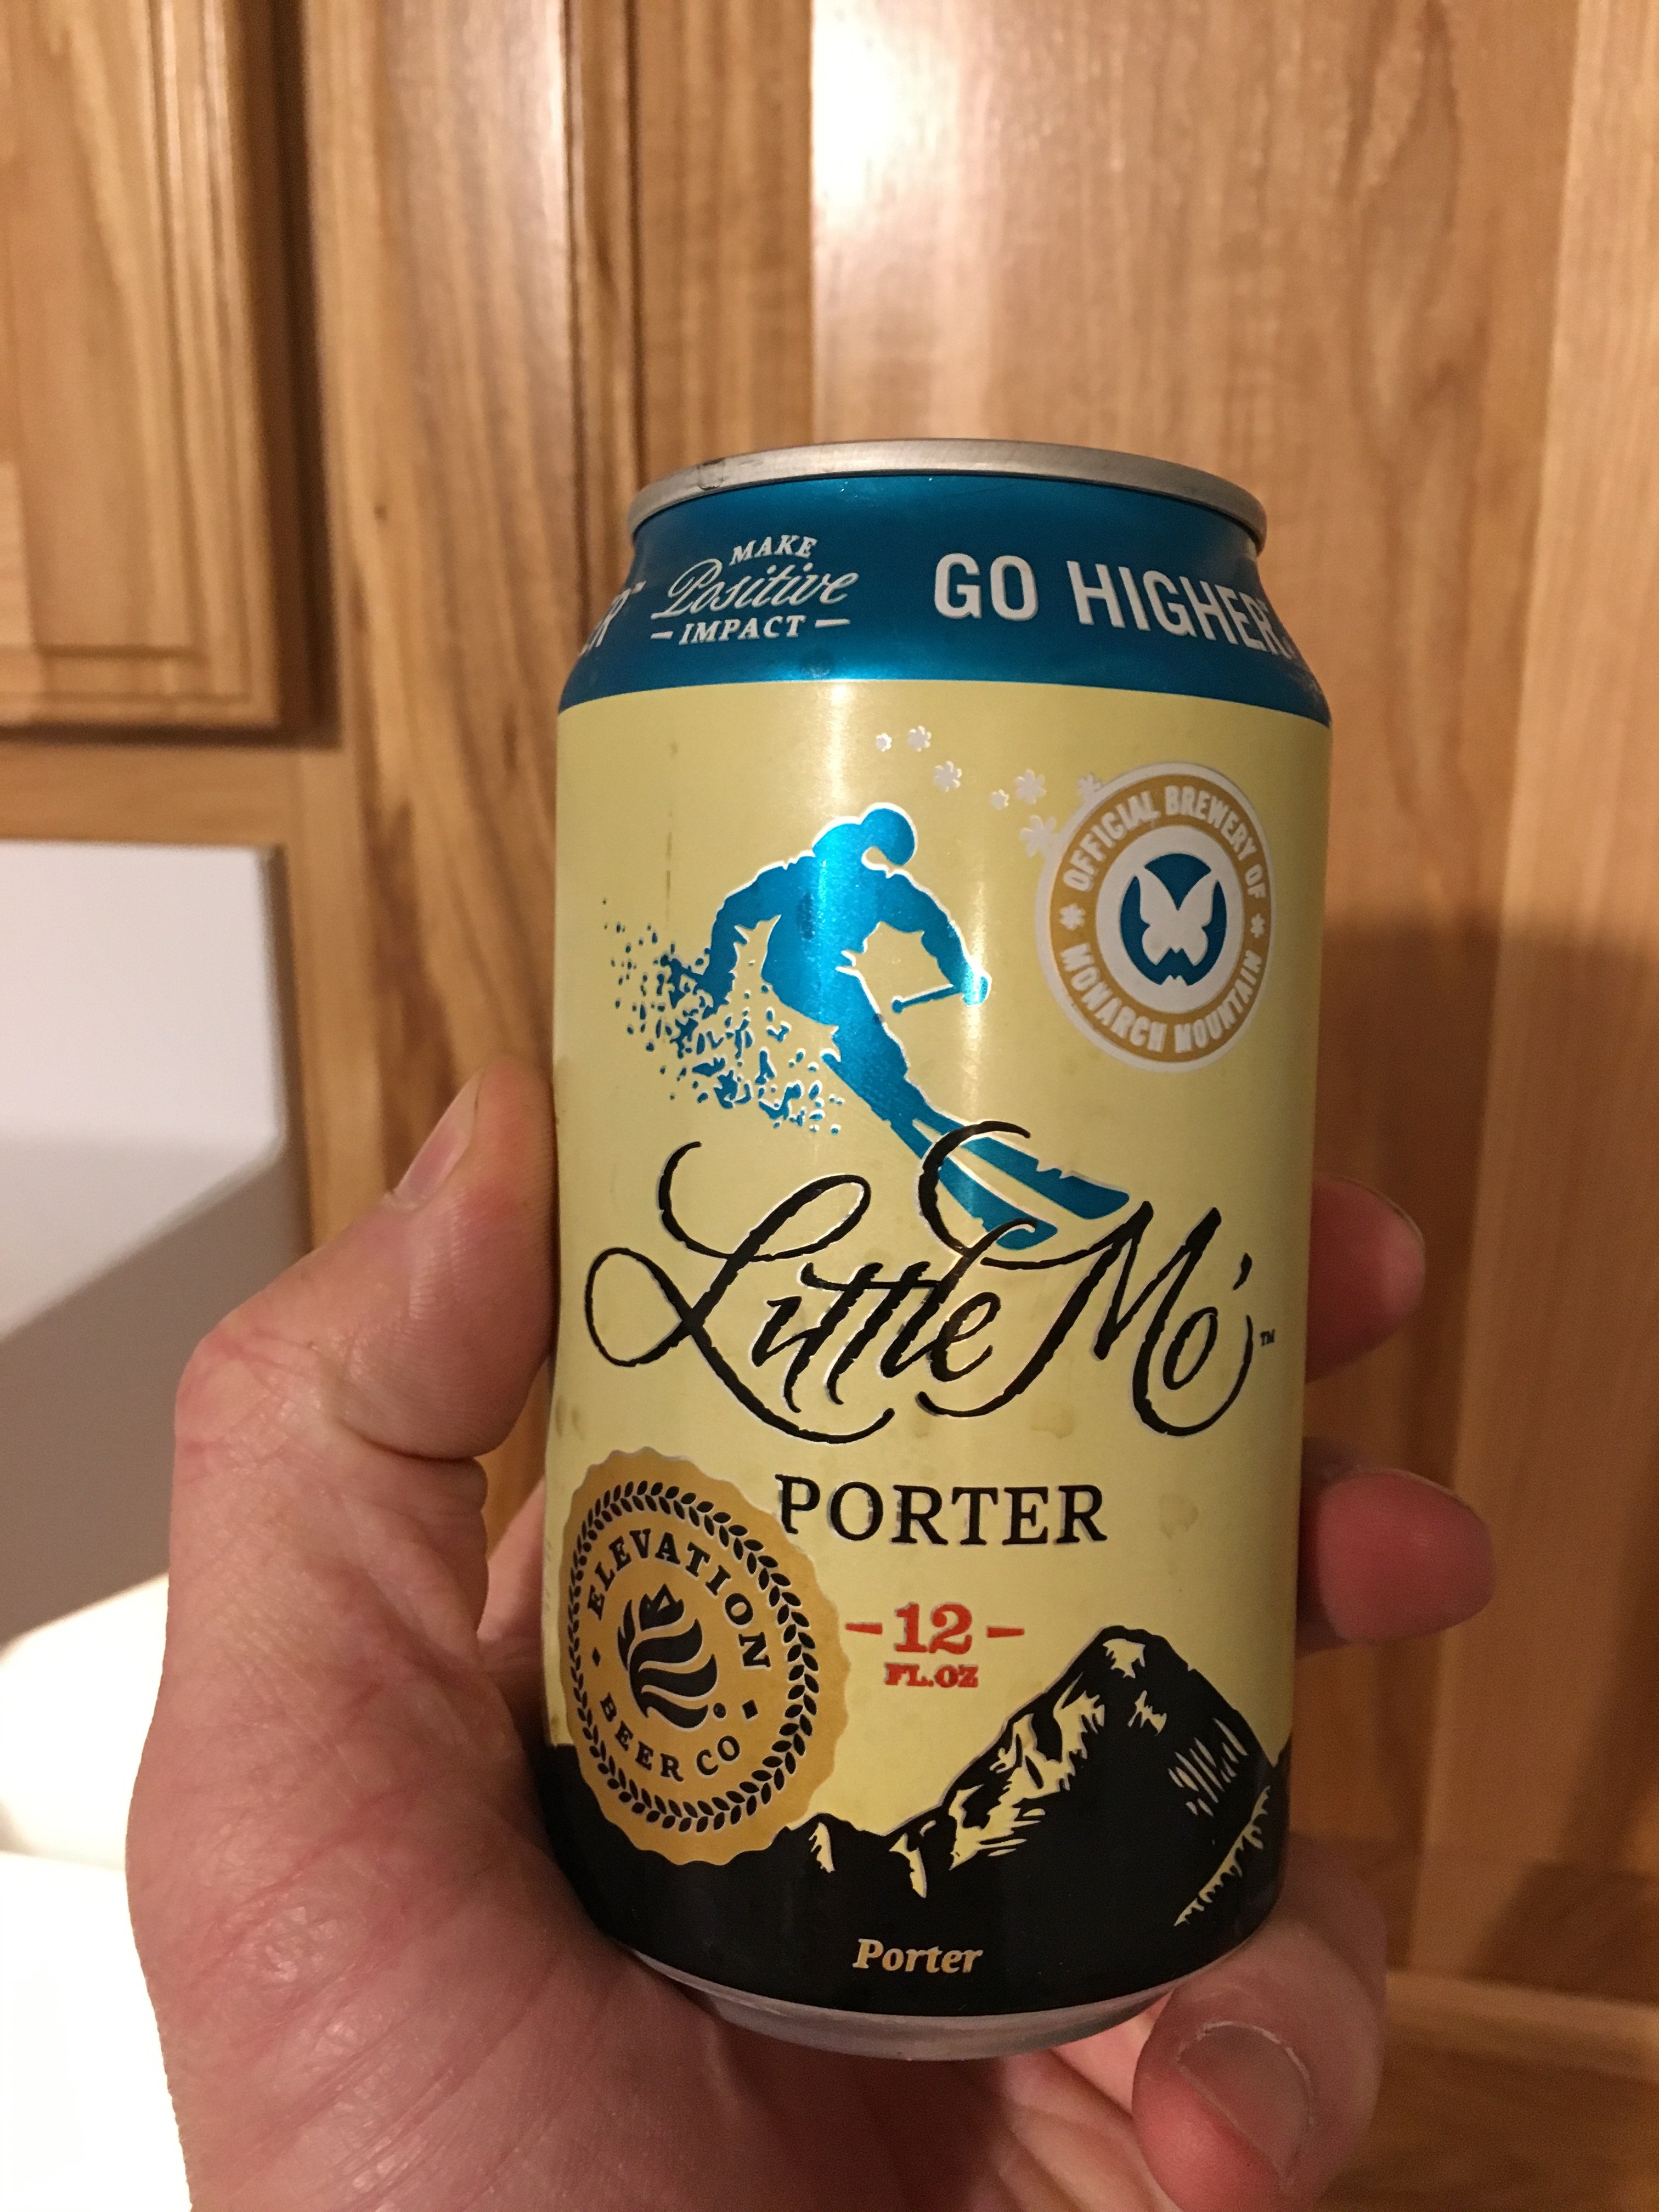 MAKE
Positive
IMPACT
GO HIGHER
OFFICIAL BREWERY OF
MONARCH MOUNTAIN
Little Mo'™
PORTER
ELEVATION
BEER CO
12
FL.OZ
Porter